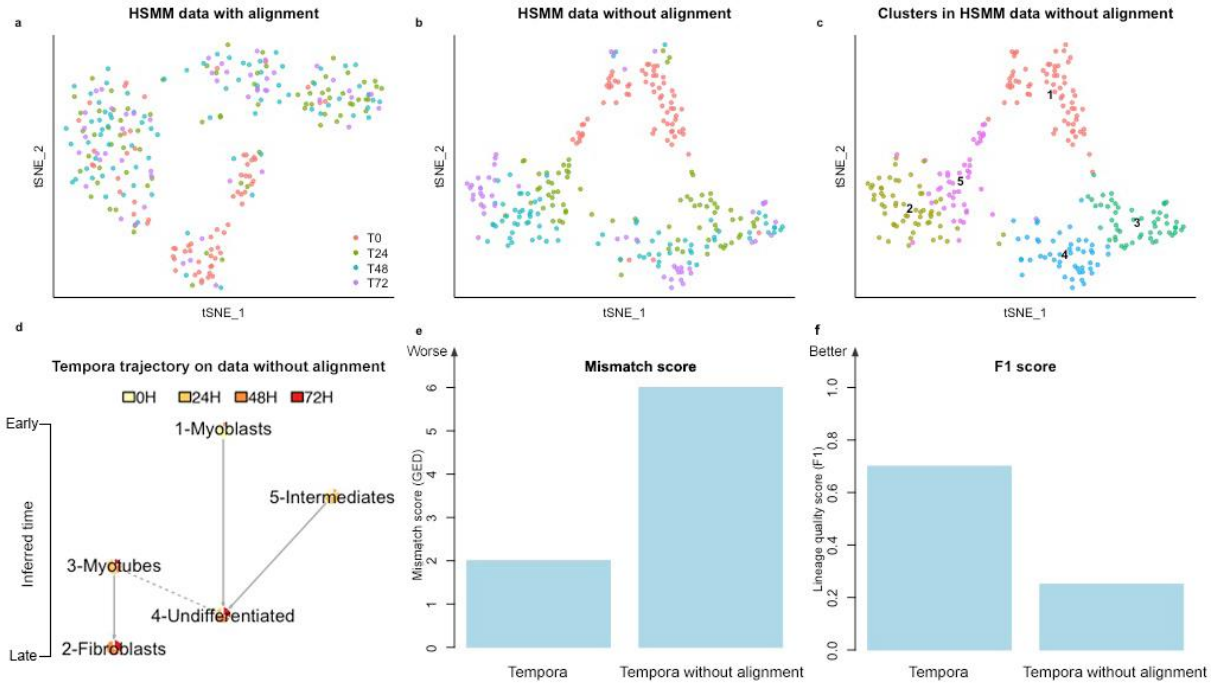 a
HSMM data with alignment
tSNE_2
T0
T24
T48
T72
tSNE_1
b
HSMM data without alignment
tSNE_2
tSNE_1
c
Clusters in HSMM data without alignment
tSNE_2
1
5
2
3
4
tSNE_1
d
Tempora trajectory on data without alignment
0H 24H 48H 72H
Early
Inferred time
Late
1-Myoblasts
5-Intermediates
3-Myotubes
4-Undifferentiated
2-Fibroblasts
e
Worse
Mismatch score
Mismatch score (GED)
6
5
4
3
2
1
0
Tempora
Tempora without alignment
f
Better
F1 score
Lineage quality score (F1)
1.0
0.8
0.6
0.4
0.2
0.0
Tempora
Tempora without alignment